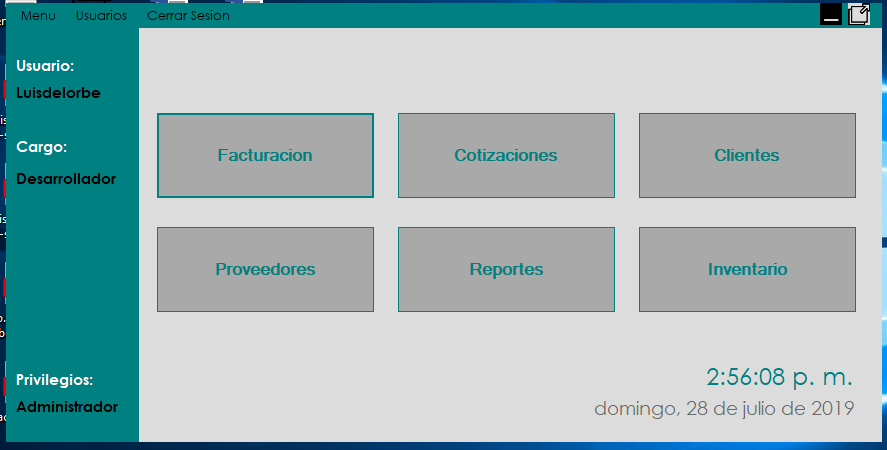 Menu Usuarios Cerrar Sesion
Usuario:
Luisdelorbe
Cargo:
Desarrollador
Privilegios:
Administrador
Facturacion Cotizaciones Clientes
Proveedores Reportes Inventario
2:56:08 p. m.
domingo, 28 de julio de 2019